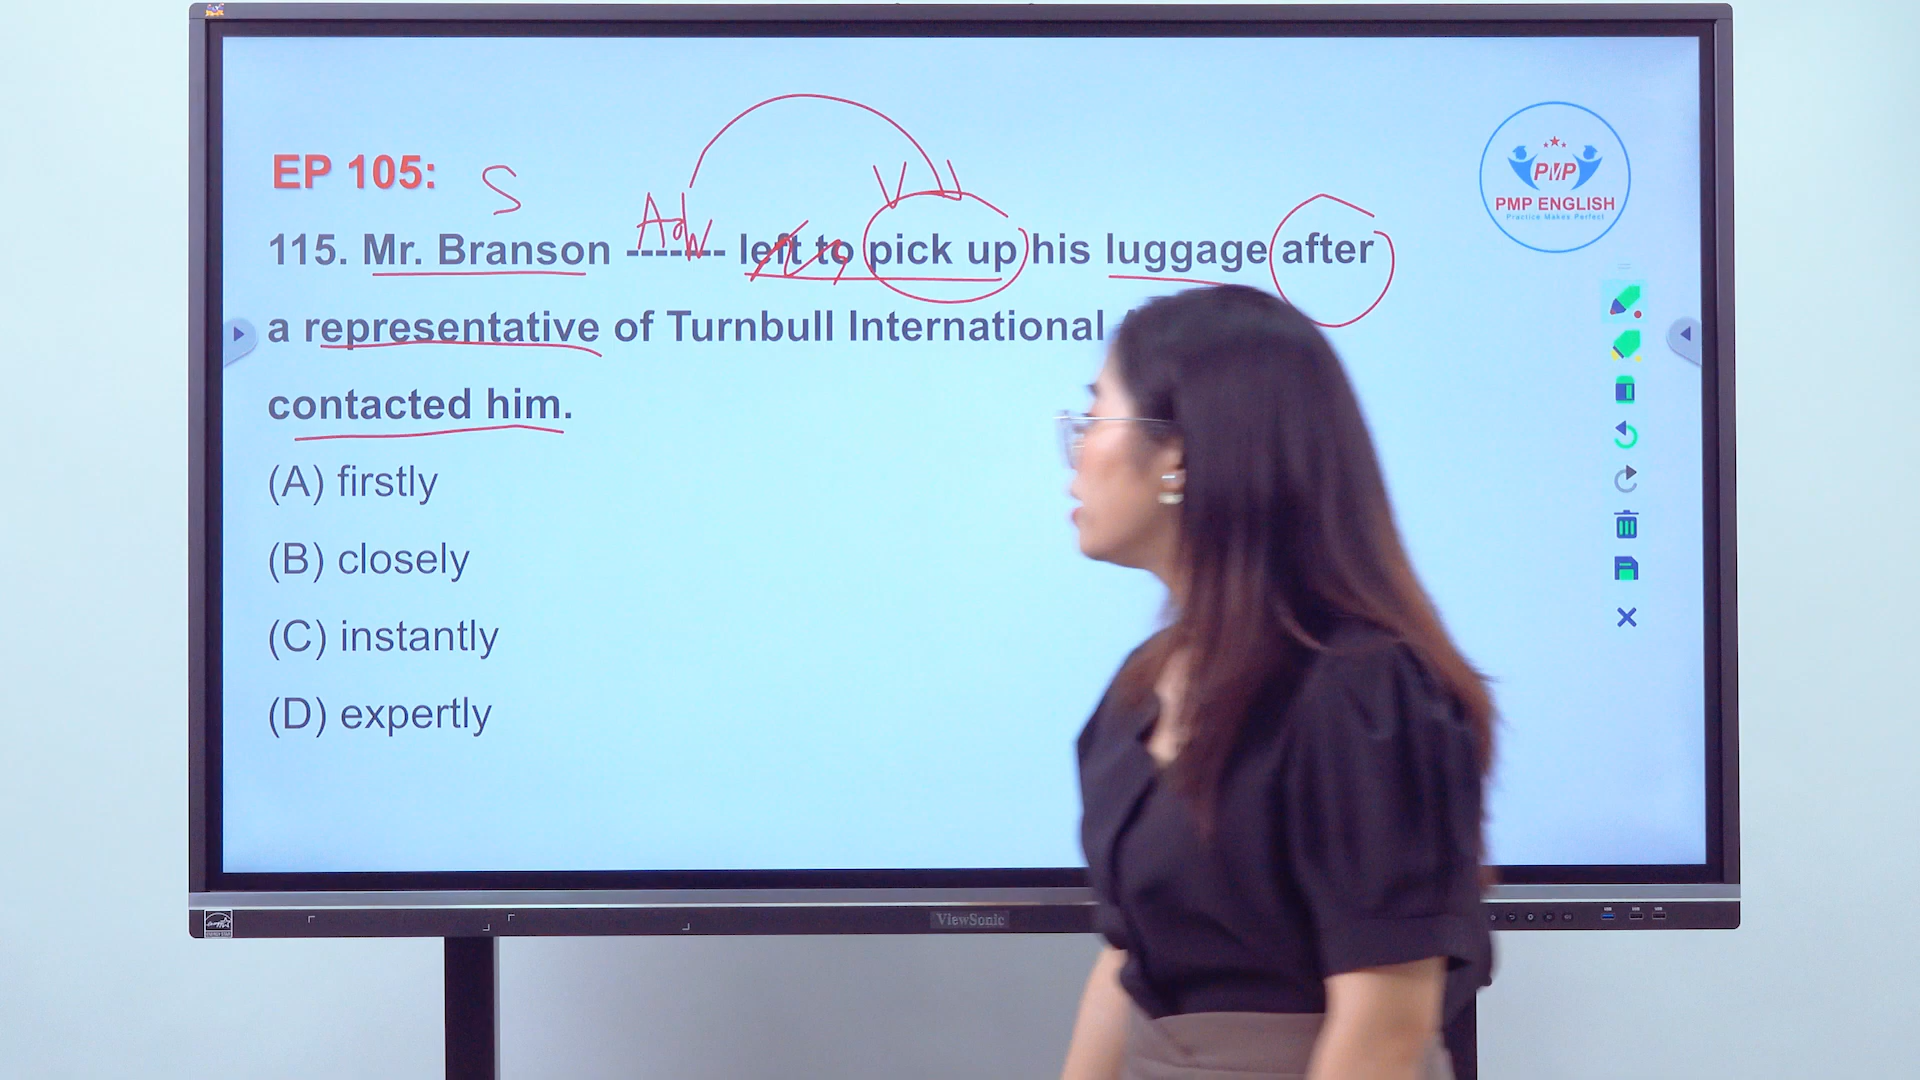 EP 105:
S
Adv
V
115. Mr. Branson ------- left to pick up his luggage after
a representative of Turnbull International
contacted him.
(A) firstly
(B) closely
(C) instantly
(D) expertly
PMP
PMP ENGLISH
Practice Makes Perfect
ViewSonic